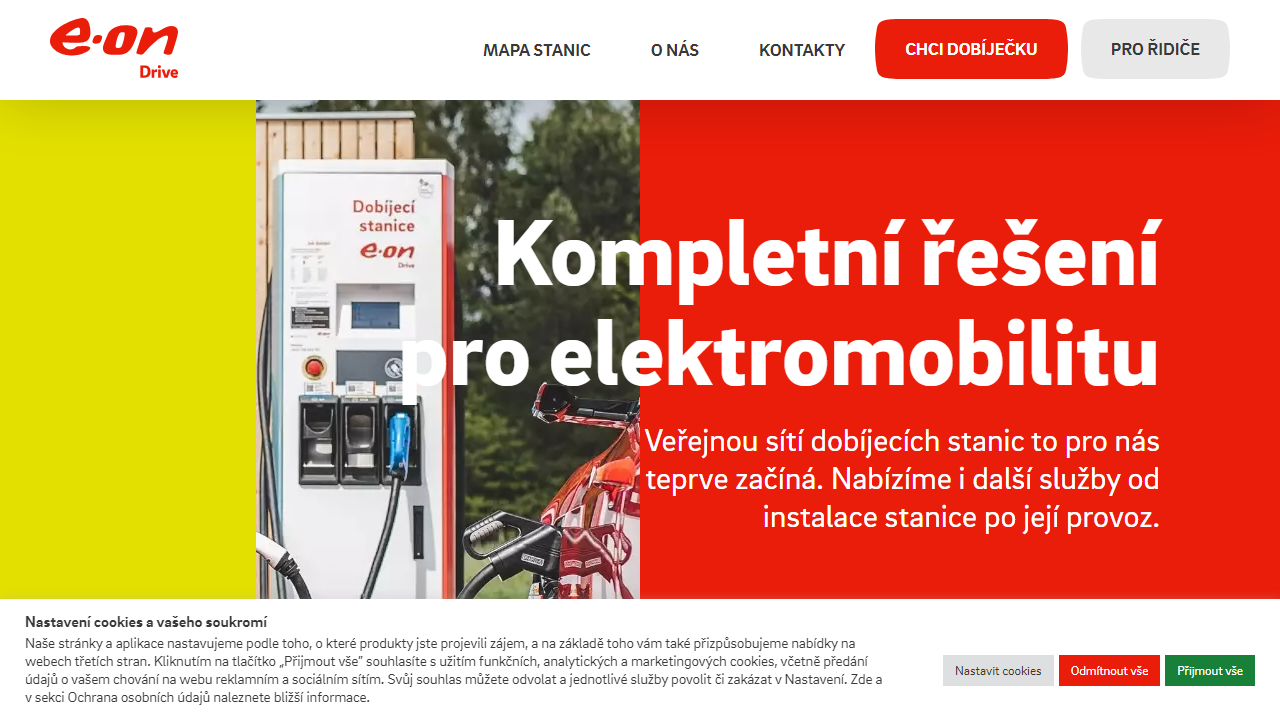 e·on
Drive
MAPA STANIC
O NÁS
KONTAKTY
CHCI DOBÍJEČKU
PRO ŘIDIČE
Dobíjecí
stanice
e·on
Drive
Kompletní řešení
pro elektromobilitu
Veřejnou sítí dobíjecích stanic to pro nás
teprve začíná. Nabízíme i další služby od
instalace stanice po její provoz.
Nastavení cookies a vašeho soukromí
Naše stránky a aplikace nastavujeme podle toho, o které produkty jste projevili zájem, a na základě toho vám také přizpůsobujeme nabídky na
webech třetích stran. Kliknutím na tlačítko „Přijmout vše" souhlasíte s užitím funkčních, analytických a marketingových cookies, včetně předání
údajů o vašem chování na webu reklamním a sociálním sítím. Svůj souhlas můžete odvolat a jednotlivé služby povolit či zakázat v Nastavení. Zde a
v sekci Ochrana osobních údajů naleznete bližší informace.
Nastavit cookies
Odmítnout vše
Přijmout vše